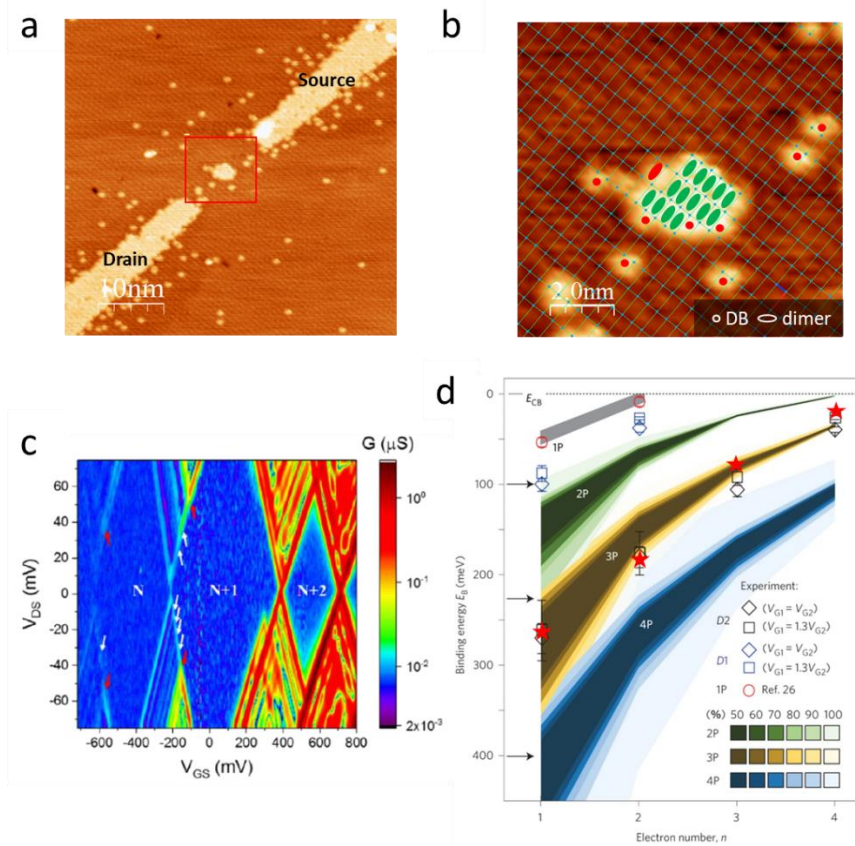 a
Source
Drain
10nm
b
2.0nm
DB dimer
c
G (μS)
10⁰
10⁻¹
10⁻²
2x10⁻³
N
N+1
N+2
60
40
20
0
-20
-40
-60
V_DS (mV)
-600 -400 -200 0 200 400 600 800
V_GS (mV)
d
0
100
200
300
400
Binding energy E_B (meV)
E_CB
1P
2P
3P
4P
Experiment:
D2
(V_G1 = V_G2)
(V_G1 = 1.3V_G2)
D1
(V_G1 = V_G2)
(V_G1 = 1.3V_G2)
1P Ref. 26
(%) 50 60 70 80 90 100
2P
3P
4P
1 2 3 4
Electron number, n